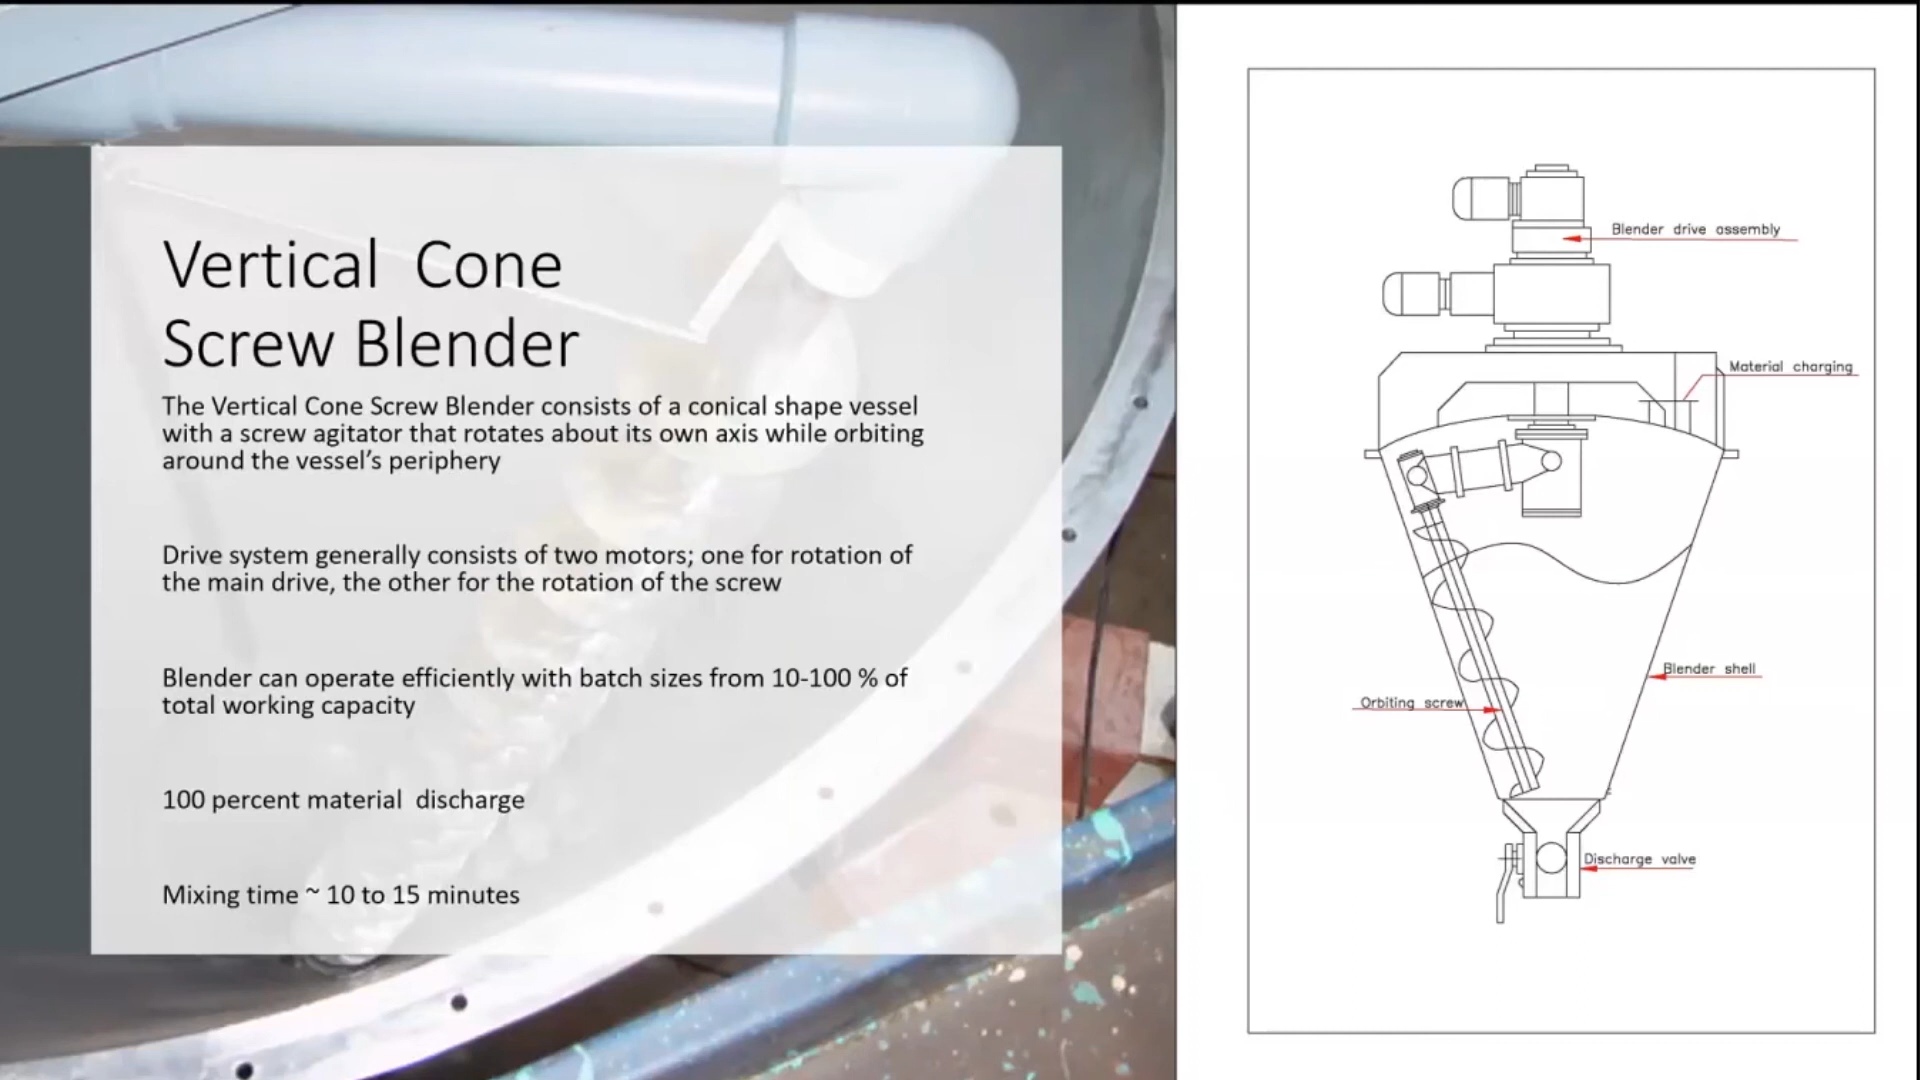 Vertical  Cone
Screw Blender
The Vertical Cone Screw Blender consists of a conical shape vessel
with a screw agitator that rotates about its own axis while orbiting
around the vessel’s periphery
Drive system generally consists of two motors; one for rotation of
the main drive, the other for the rotation of the screw
Blender can operate efficiently with batch sizes from 10-100 % of
total working capacity
100 percent material  discharge
Mixing time ~ 10 to 15 minutes
Blender drive assembly
Material charging
Blender shell
Orbiting screw
Discharge valve